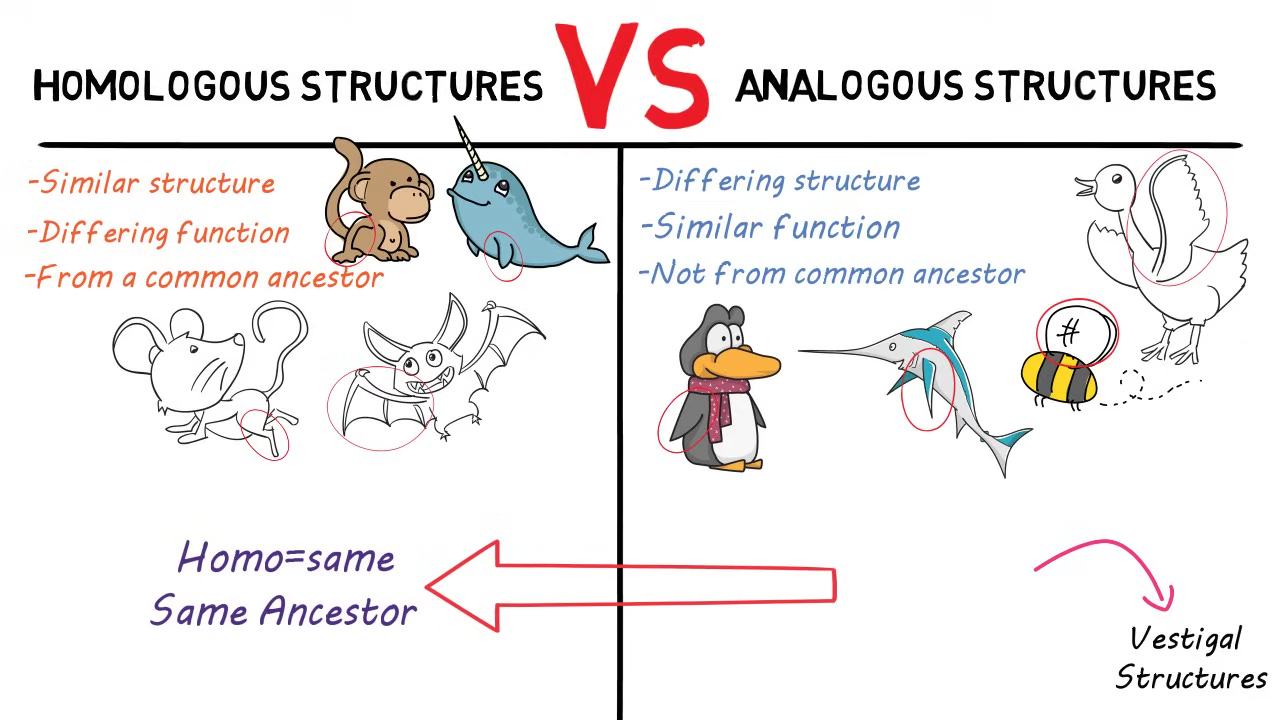 HOMOLOGOUS STRUCTURES VS ANALOGOUS STRUCTURES
-Similar structure
-Differing function
-From a common ancestor
-Differing structure
-Similar function
-Not from common ancestor
#
Homo=same
Same Ancestor
Vestigal
Structures